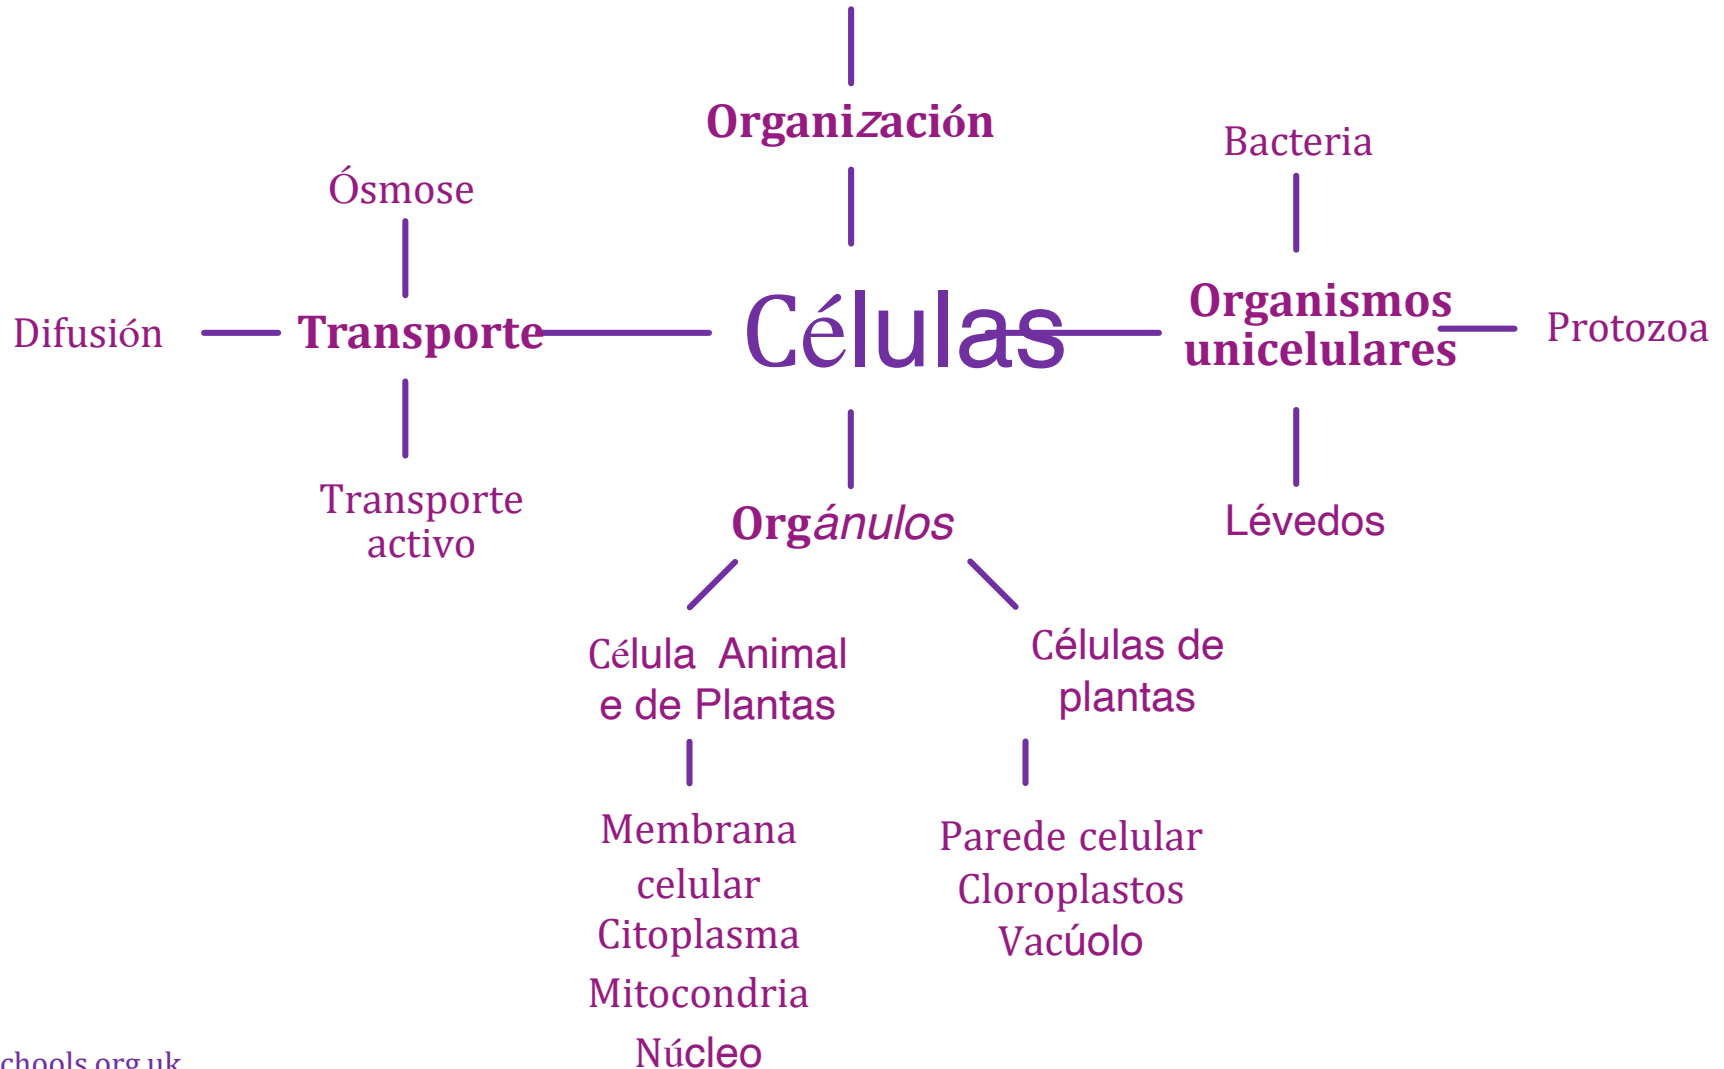 Organización
Bacteria
Ósmose
Difusión
Transporte
Células
Organismos
unicelulares
Protozoa
Transporte
activo
Orgánulos
Lévedos
Célula Animal
e de Plantas
Células de
plantas
Membrana
celular
Citoplasma
Mitocondria
Núcleo
Parede celular
Cloroplastos
Vacúolo
chools.org.uk